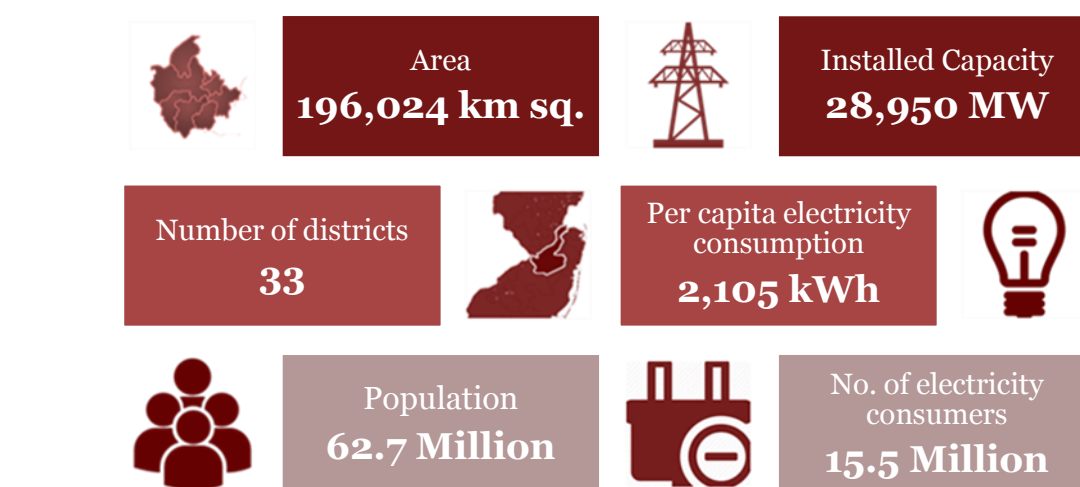 Area
196,024 km sq.
Installed Capacity
28,950 MW
Number of districts
33
Per capita electricity
consumption
2,105 kWh
Population
62.7 Million
No. of electricity
consumers
15.5 Million